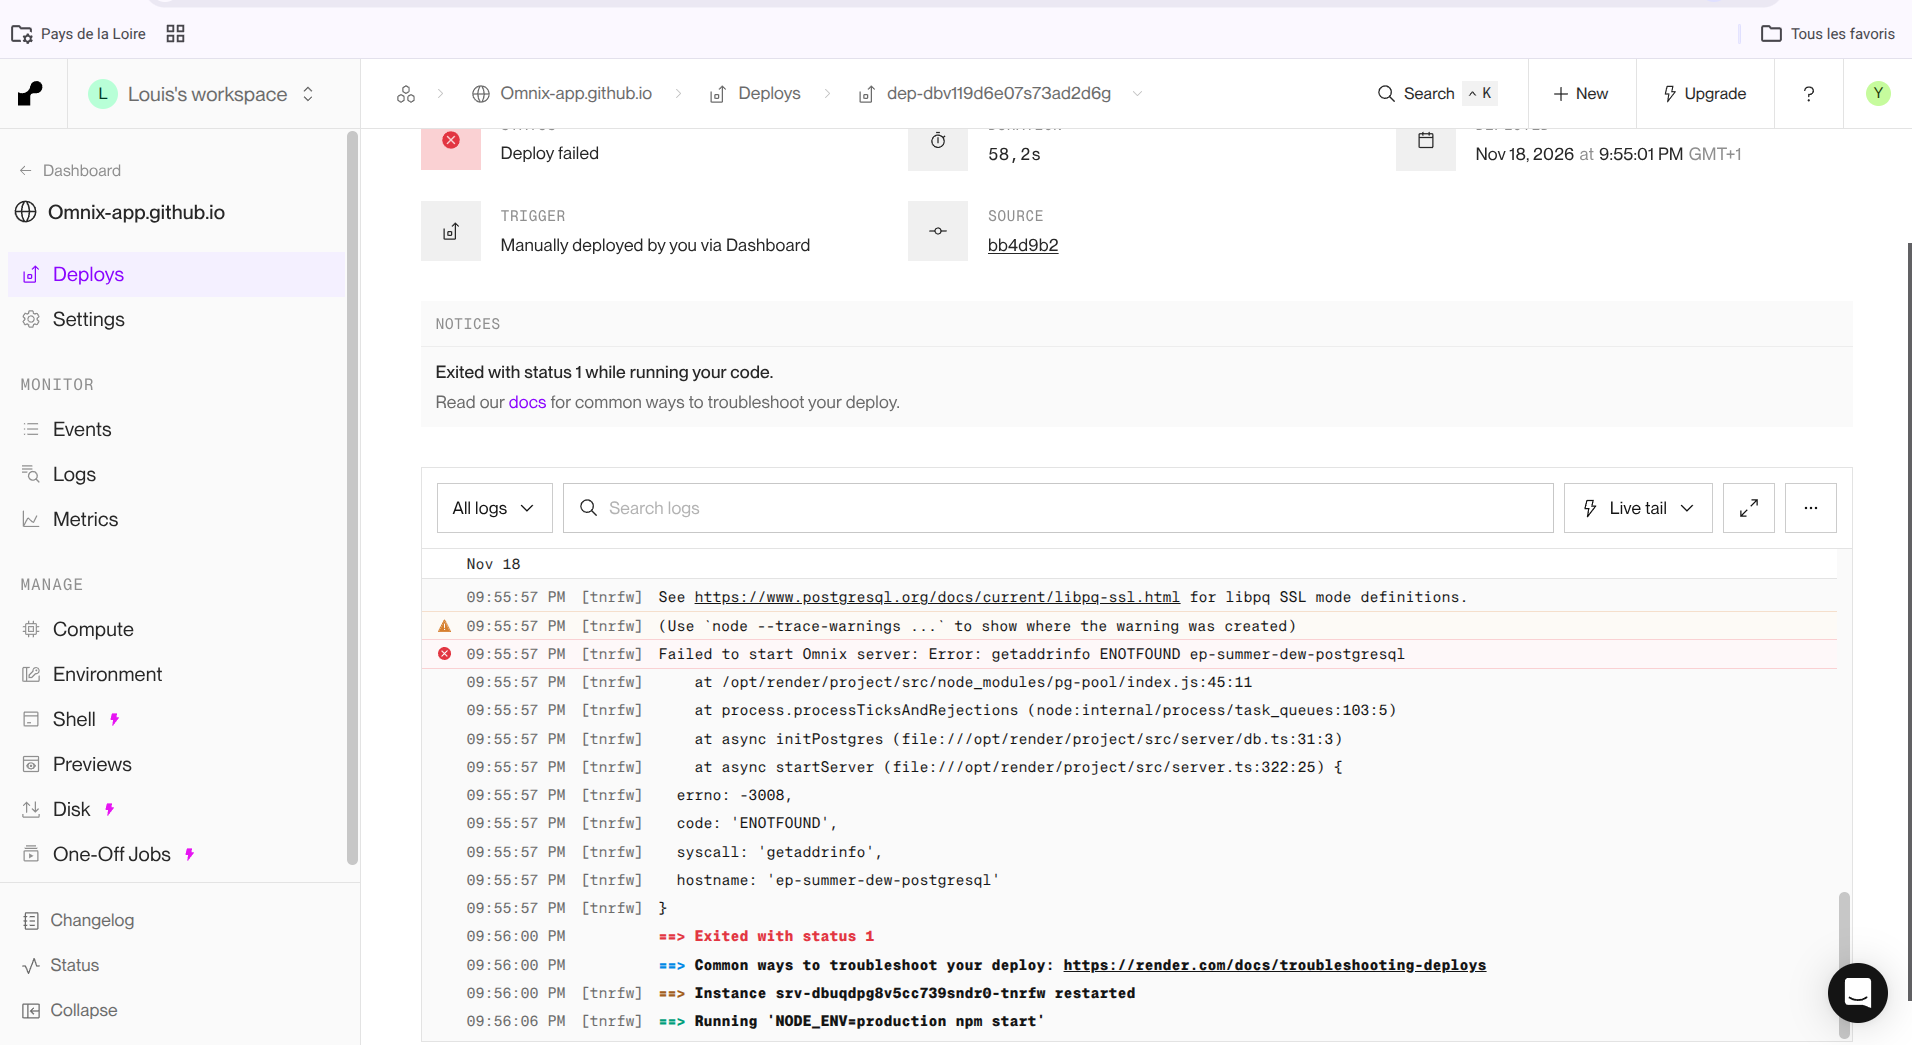 Pays de la Loire
Tous les favoris
L Louis's workspace
Omnix-app.github.io
Deploys
dep-dbv119d6e07s73ad2d6g
Search ^ K
+ New
Upgrade
?
Y
← Dashboard
Omnix-app.github.io
Deploys
Settings
MONITOR
Events
Logs
Metrics
MANAGE
Compute
Environment
Shell
Previews
Disk
One-Off Jobs
Changelog
Status
Collapse
Deploy failed
58,2s
Nov 18, 2026 at 9:55:01 PM GMT+1
TRIGGER
Manually deployed by you via Dashboard
SOURCE
bb4d9b2
NOTICES
Exited with status 1 while running your code.
Read our docs for common ways to troubleshoot your deploy.
All logs
Search logs
Live tail
...
Nov 18
09:55:57 PM [tnrfw] See https://www.postgresql.org/docs/current/libpq-ssl.html for libpq SSL mode definitions.
09:55:57 PM [tnrfw] (Use `node --trace-warnings ...` to show where the warning was created)
09:55:57 PM [tnrfw] Failed to start Omnix server: Error: getaddrinfo ENOTFOUND ep-summer-dew-postgresql
09:55:57 PM [tnrfw] at /opt/render/project/src/node_modules/pg-pool/index.js:45:11
09:55:57 PM [tnrfw] at process.processTicksAndRejections (node:internal/process/task_queues:103:5)
09:55:57 PM [tnrfw] at async initPostgres (file:///opt/render/project/src/server/db.ts:31:3)
09:55:57 PM [tnrfw] at async startServer (file:///opt/render/project/src/server.ts:322:25) {
09:55:57 PM [tnrfw] errno: -3008,
09:55:57 PM [tnrfw] code: 'ENOTFOUND',
09:55:57 PM [tnrfw] syscall: 'getaddrinfo',
09:55:57 PM [tnrfw] hostname: 'ep-summer-dew-postgresql'
09:55:57 PM [tnrfw] }
09:56:00 PM ==> Exited with status 1
09:56:00 PM ==> Common ways to troubleshoot your deploy: https://render.com/docs/troubleshooting-deploys
09:56:00 PM [tnrfw] ==> Instance srv-dbuqdpg8v5cc739sndr0-tnrfw restarted
09:56:06 PM [tnrfw] ==> Running 'NODE_ENV=production npm start'